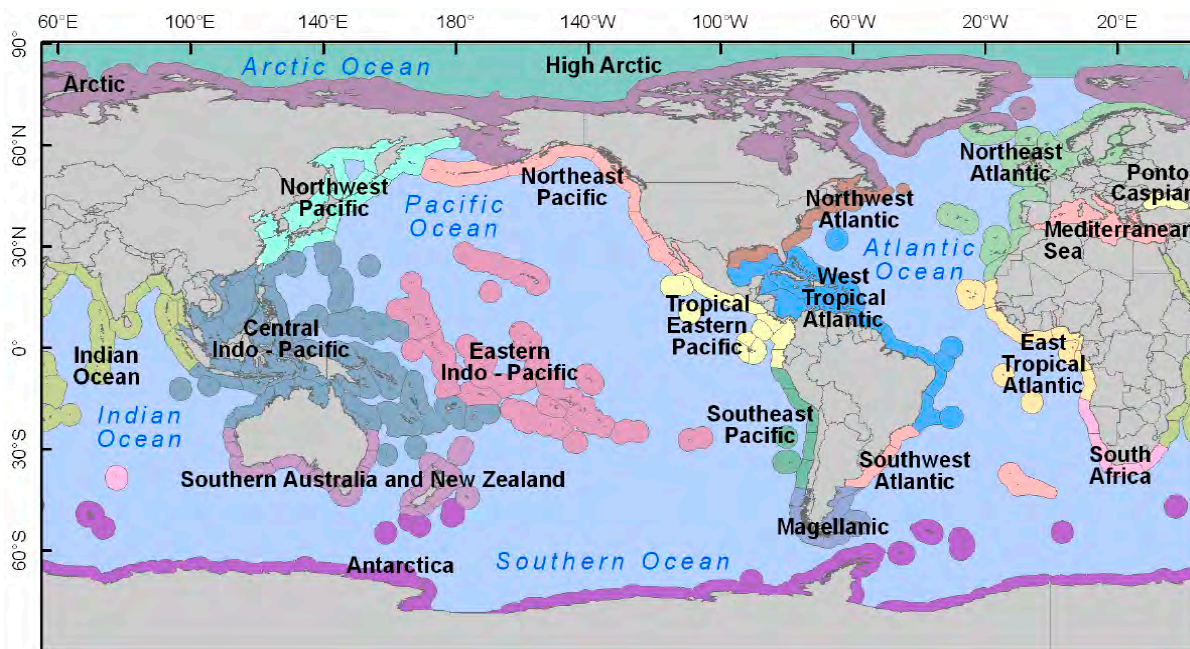 60°E 100°E 140°E 180° 140°W 100°W 60°W 20°W 20°E
90°
60°N
30°N
0°
30°S
60°S
Arctic Ocean
High Arctic
Arctic
Northwest
Pacific
Pacific
Ocean
Northeast
Pacific
Northwest
Atlantic
Northeast
Atlantic
Ponto
Caspian
Mediterranean
Sea
Atlantic
Ocean
West
Tropical
Atlantic
Tropical
Eastern
Pacific
Central
Indo - Pacific
Eastern
Indo - Pacific
Indian
Ocean
Indian
Ocean
East
Tropical
Atlantic
Southeast
Pacific
Southwest
Atlantic
South
Africa
Southern Australia and New Zealand
Magellanic
Antarctica
Southern Ocean